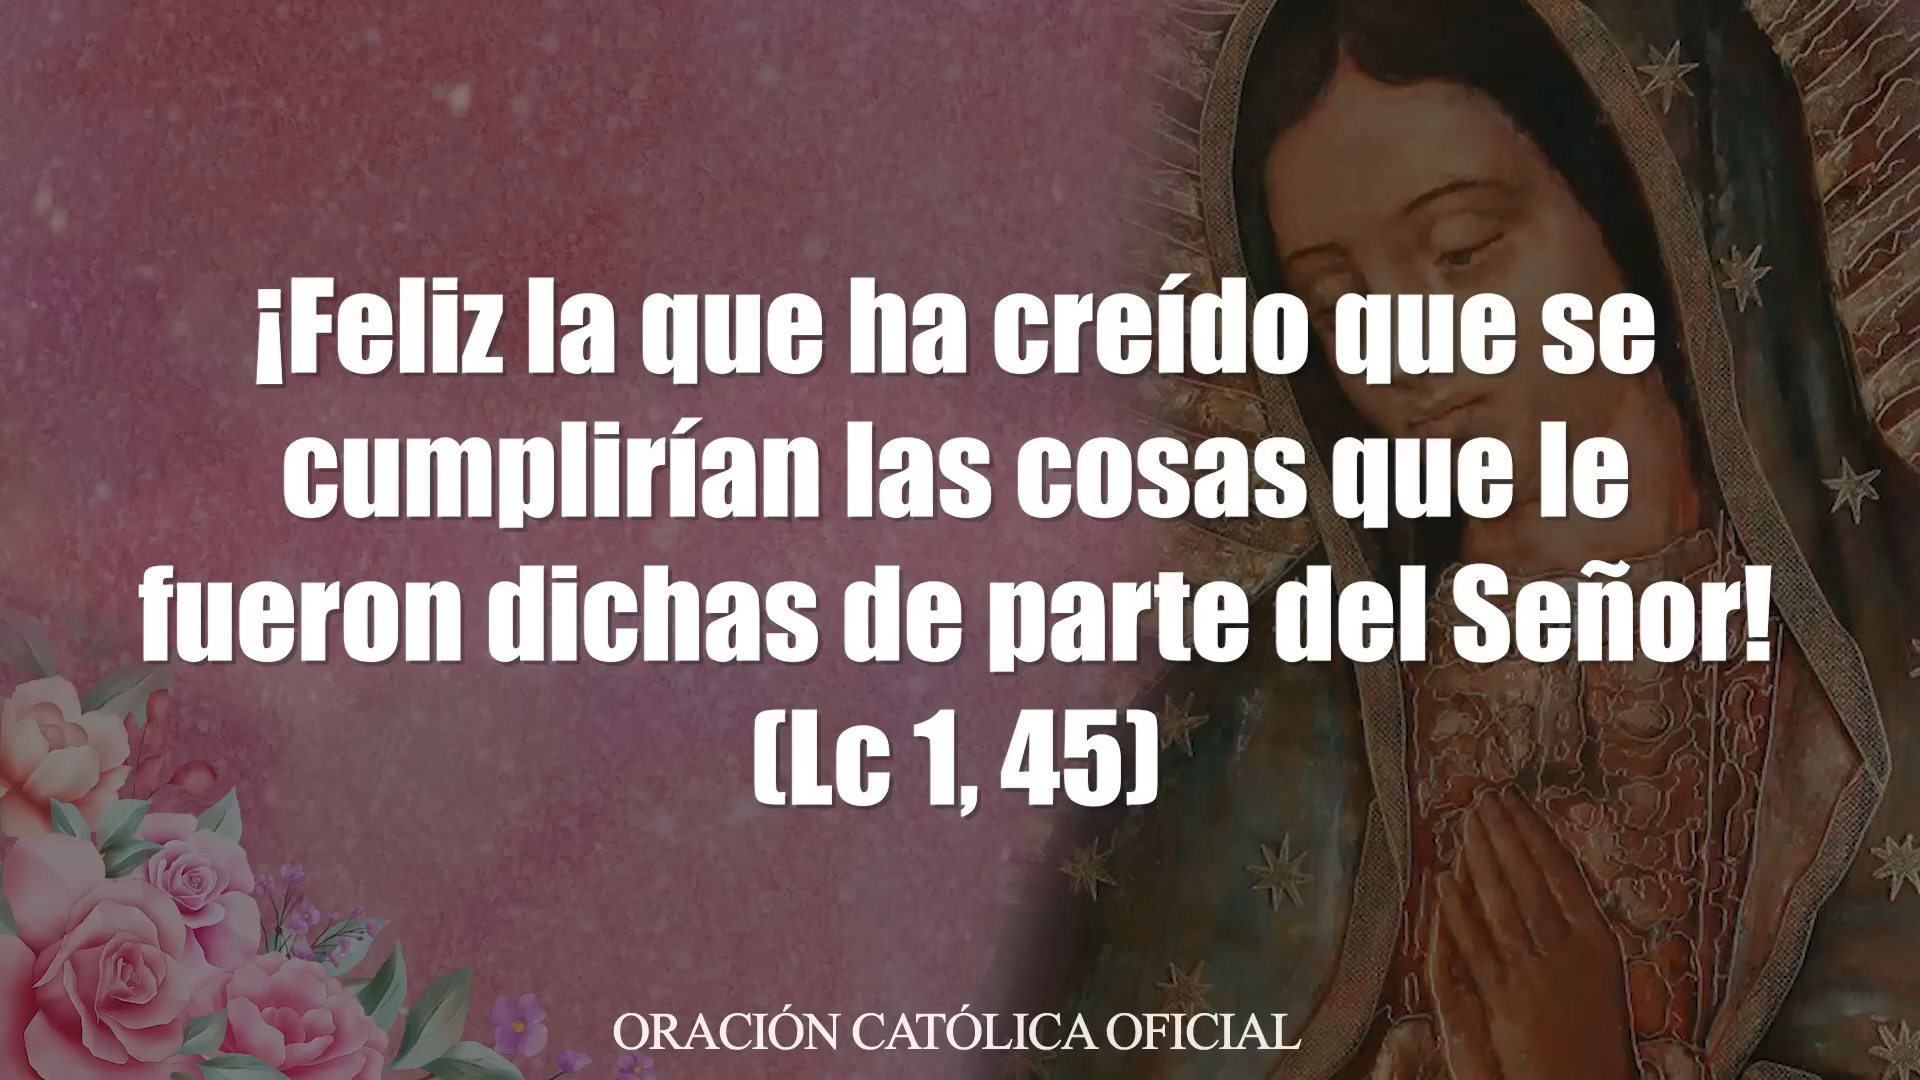 ¡Feliz la que ha creído que se
cumplirían las cosas que le
fueron dichas de parte del Señor!
(Lc 1, 45)
ORACIÓN CATÓLICA OFICIAL